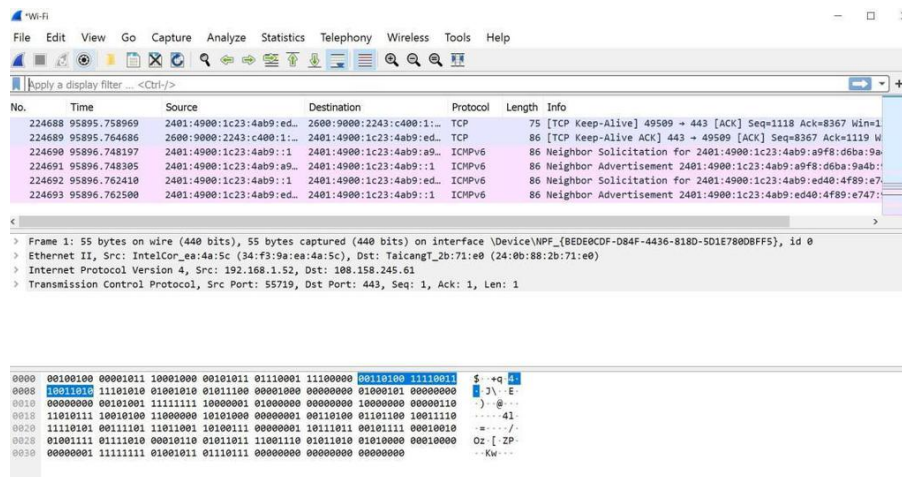 *Wi-Fi
File Edit View Go Capture Analyze Statistics Telephony Wireless Tools Help
Apply a display filter ... <Ctrl-/>
No. Time Source Destination Protocol Length Info
224688 95895.758969 2401:4900:1c23:4ab9:ed… 2600:9000:2243:c400:1:… TCP 75 [TCP Keep-Alive] 49509 → 443 [ACK] Seq=1118 Ack=8367 Win=1
224689 95895.764686 2600:9000:2243:c400:1:… 2401:4900:1c23:4ab9:ed… TCP 86 [TCP Keep-Alive ACK] 443 → 49509 [ACK] Seq=8367 Ack=1119 W
224690 95896.748197 2401:4900:1c23:4ab9::1 2401:4900:1c23:4ab9:a9… ICMPv6 86 Neighbor Solicitation for 2401:4900:1c23:4ab9:a9f8:d6ba:9a
224691 95896.748305 2401:4900:1c23:4ab9:a9… 2401:4900:1c23:4ab9::1 ICMPv6 86 Neighbor Advertisement 2401:4900:1c23:4ab9:a9f8:d6ba:9a4b:
224692 95896.762410 2401:4900:1c23:4ab9::1 2401:4900:1c23:4ab9:ed… ICMPv6 86 Neighbor Solicitation for 2401:4900:1c23:4ab9:ed40:4f89:e7
224693 95896.762500 2401:4900:1c23:4ab9:ed… 2401:4900:1c23:4ab9::1 ICMPv6 86 Neighbor Advertisement 2401:4900:1c23:4ab9:ed40:4f89:e747:
> Frame 1: 55 bytes on wire (440 bits), 55 bytes captured (440 bits) on interface \Device\NPF_{BEDE0CDF-D84F-4436-818D-5D1E780DBFF5}, id 0
> Ethernet II, Src: IntelCor_ea:4a:5c (34:f3:9a:ea:4a:5c), Dst: TaicangT_2b:71:e0 (24:0b:88:2b:71:e0)
> Internet Protocol Version 4, Src: 192.168.1.52, Dst: 108.158.245.61
> Transmission Control Protocol, Src Port: 55719, Dst Port: 443, Seq: 1, Ack: 1, Len: 1
0000 00100100 00001011 10001000 00101011 01110001 11100000 00110100 11110011 $··+q·4·
0008 10011010 11101010 01001010 01011100 00001000 00000000 01000101 00000000 ··J\··E·
0010 00000000 00101001 11111111 10000001 01000000 00000000 10000000 00000110 ·)··@···
0018 11010111 10010100 11000000 10101000 00000001 00110100 01101100 10011110 ·····4l·
0020 11110101 00111101 11011001 10100111 00000001 10111011 00101111 00010010 ·=····/·
0028 01001111 01111010 00010110 01011011 11001110 01011010 01010000 00010000 Oz·[·ZP·
0030 00000001 11111111 01001011 01110111 00000000 00000000 00000000 ··Kw···